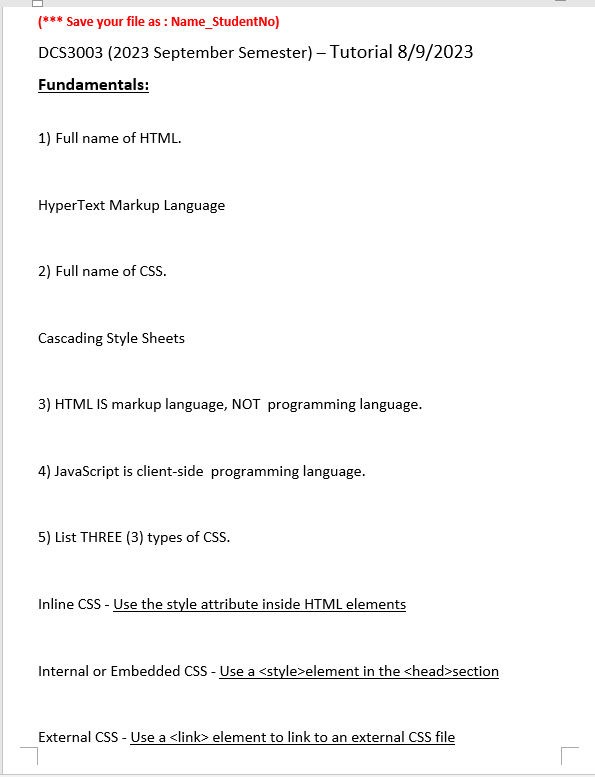 (*** Save your file as : Name_StudentNo)
DCS3003 (2023 September Semester) – Tutorial 8/9/2023
Fundamentals:
1) Full name of HTML.
HyperText Markup Language
2) Full name of CSS.
Cascading Style Sheets
3) HTML IS markup language, NOT  programming language.
4) JavaScript is client-side  programming language.
5) List THREE (3) types of CSS.
Inline CSS - Use the style attribute inside HTML elements
Internal or Embedded CSS - Use a <style>element in the <head>section
External CSS - Use a <link> element to link to an external CSS file